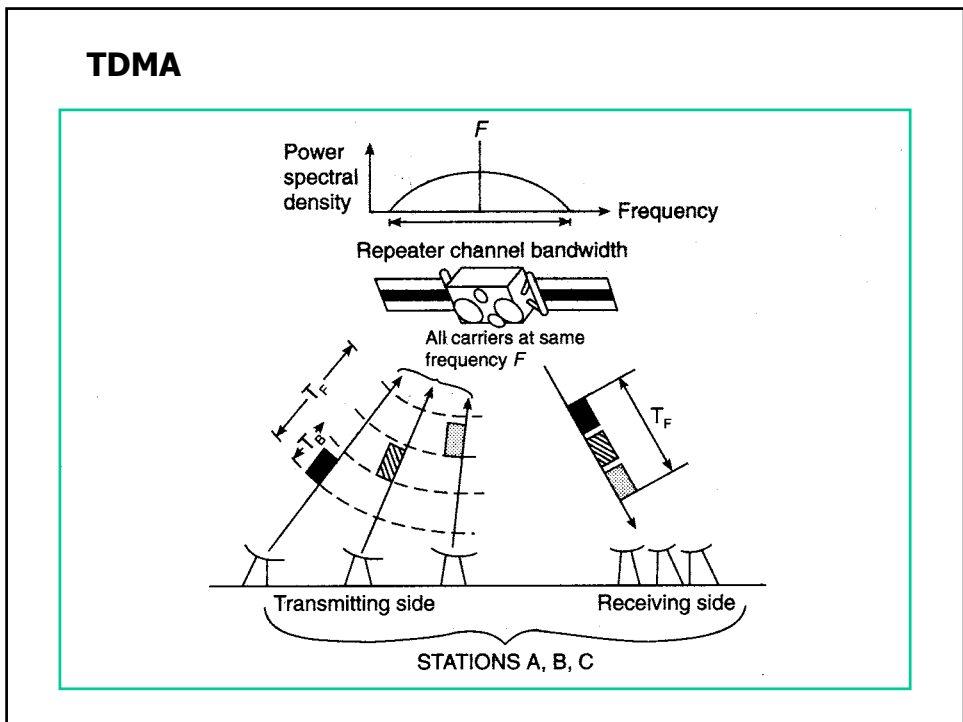 TDMA
F
Power
spectral
density
Frequency
Repeater channel bandwidth
All carriers at same
frequency F
T_F
T_B
T_F
Transmitting side
Receiving side
STATIONS A, B, C